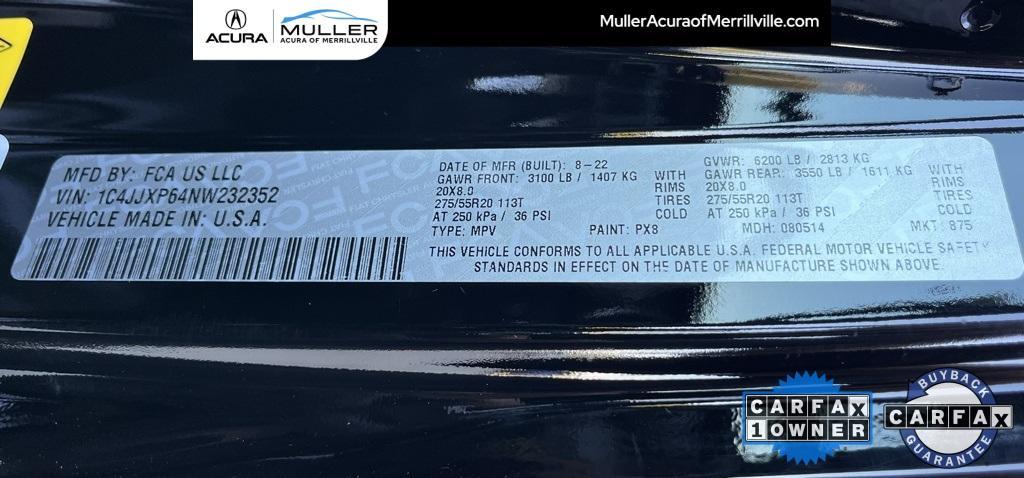 ACURA
MULLER
ACURA OF MERRILLVILLE
MullerAcuraofMerrillville.com
MFD BY: FCA US LLC
VIN: 1C4JJXP64NW232352
VEHICLE MADE IN: U.S.A.
DATE OF MFR (BUILT): 8-22 GVWR: 6200 LB / 2813 KG
GAWR FRONT: 3100 LB / 1407 KG WITH GAWR REAR: 3550 LB / 1611 KG WITH
20X8.0 RIMS 20X8.0 RIMS
275/55R20 113T TIRES 275/55R20 113T TIRES
AT 250 kPa / 36 PSI COLD AT 250 kPa / 36 PSI COLD
TYPE: MPV PAINT: PX8 MDH: 080514 MKT: 875
THIS VEHICLE CONFORMS TO ALL APPLICABLE U.S.A. FEDERAL MOTOR VEHICLE SAFETY
STANDARDS IN EFFECT ON THE DATE OF MANUFACTURE SHOWN ABOVE.
CARFAX
1 OWNER
BUYBACK
CARFAX
GUARANTEE